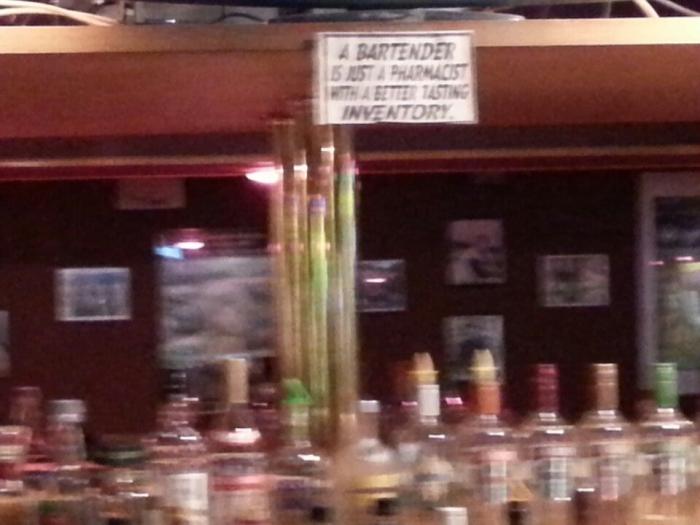 A BARTENDER
IS JUST A PHARMACIST
WITH A BETTER TASTING
INVENTORY.